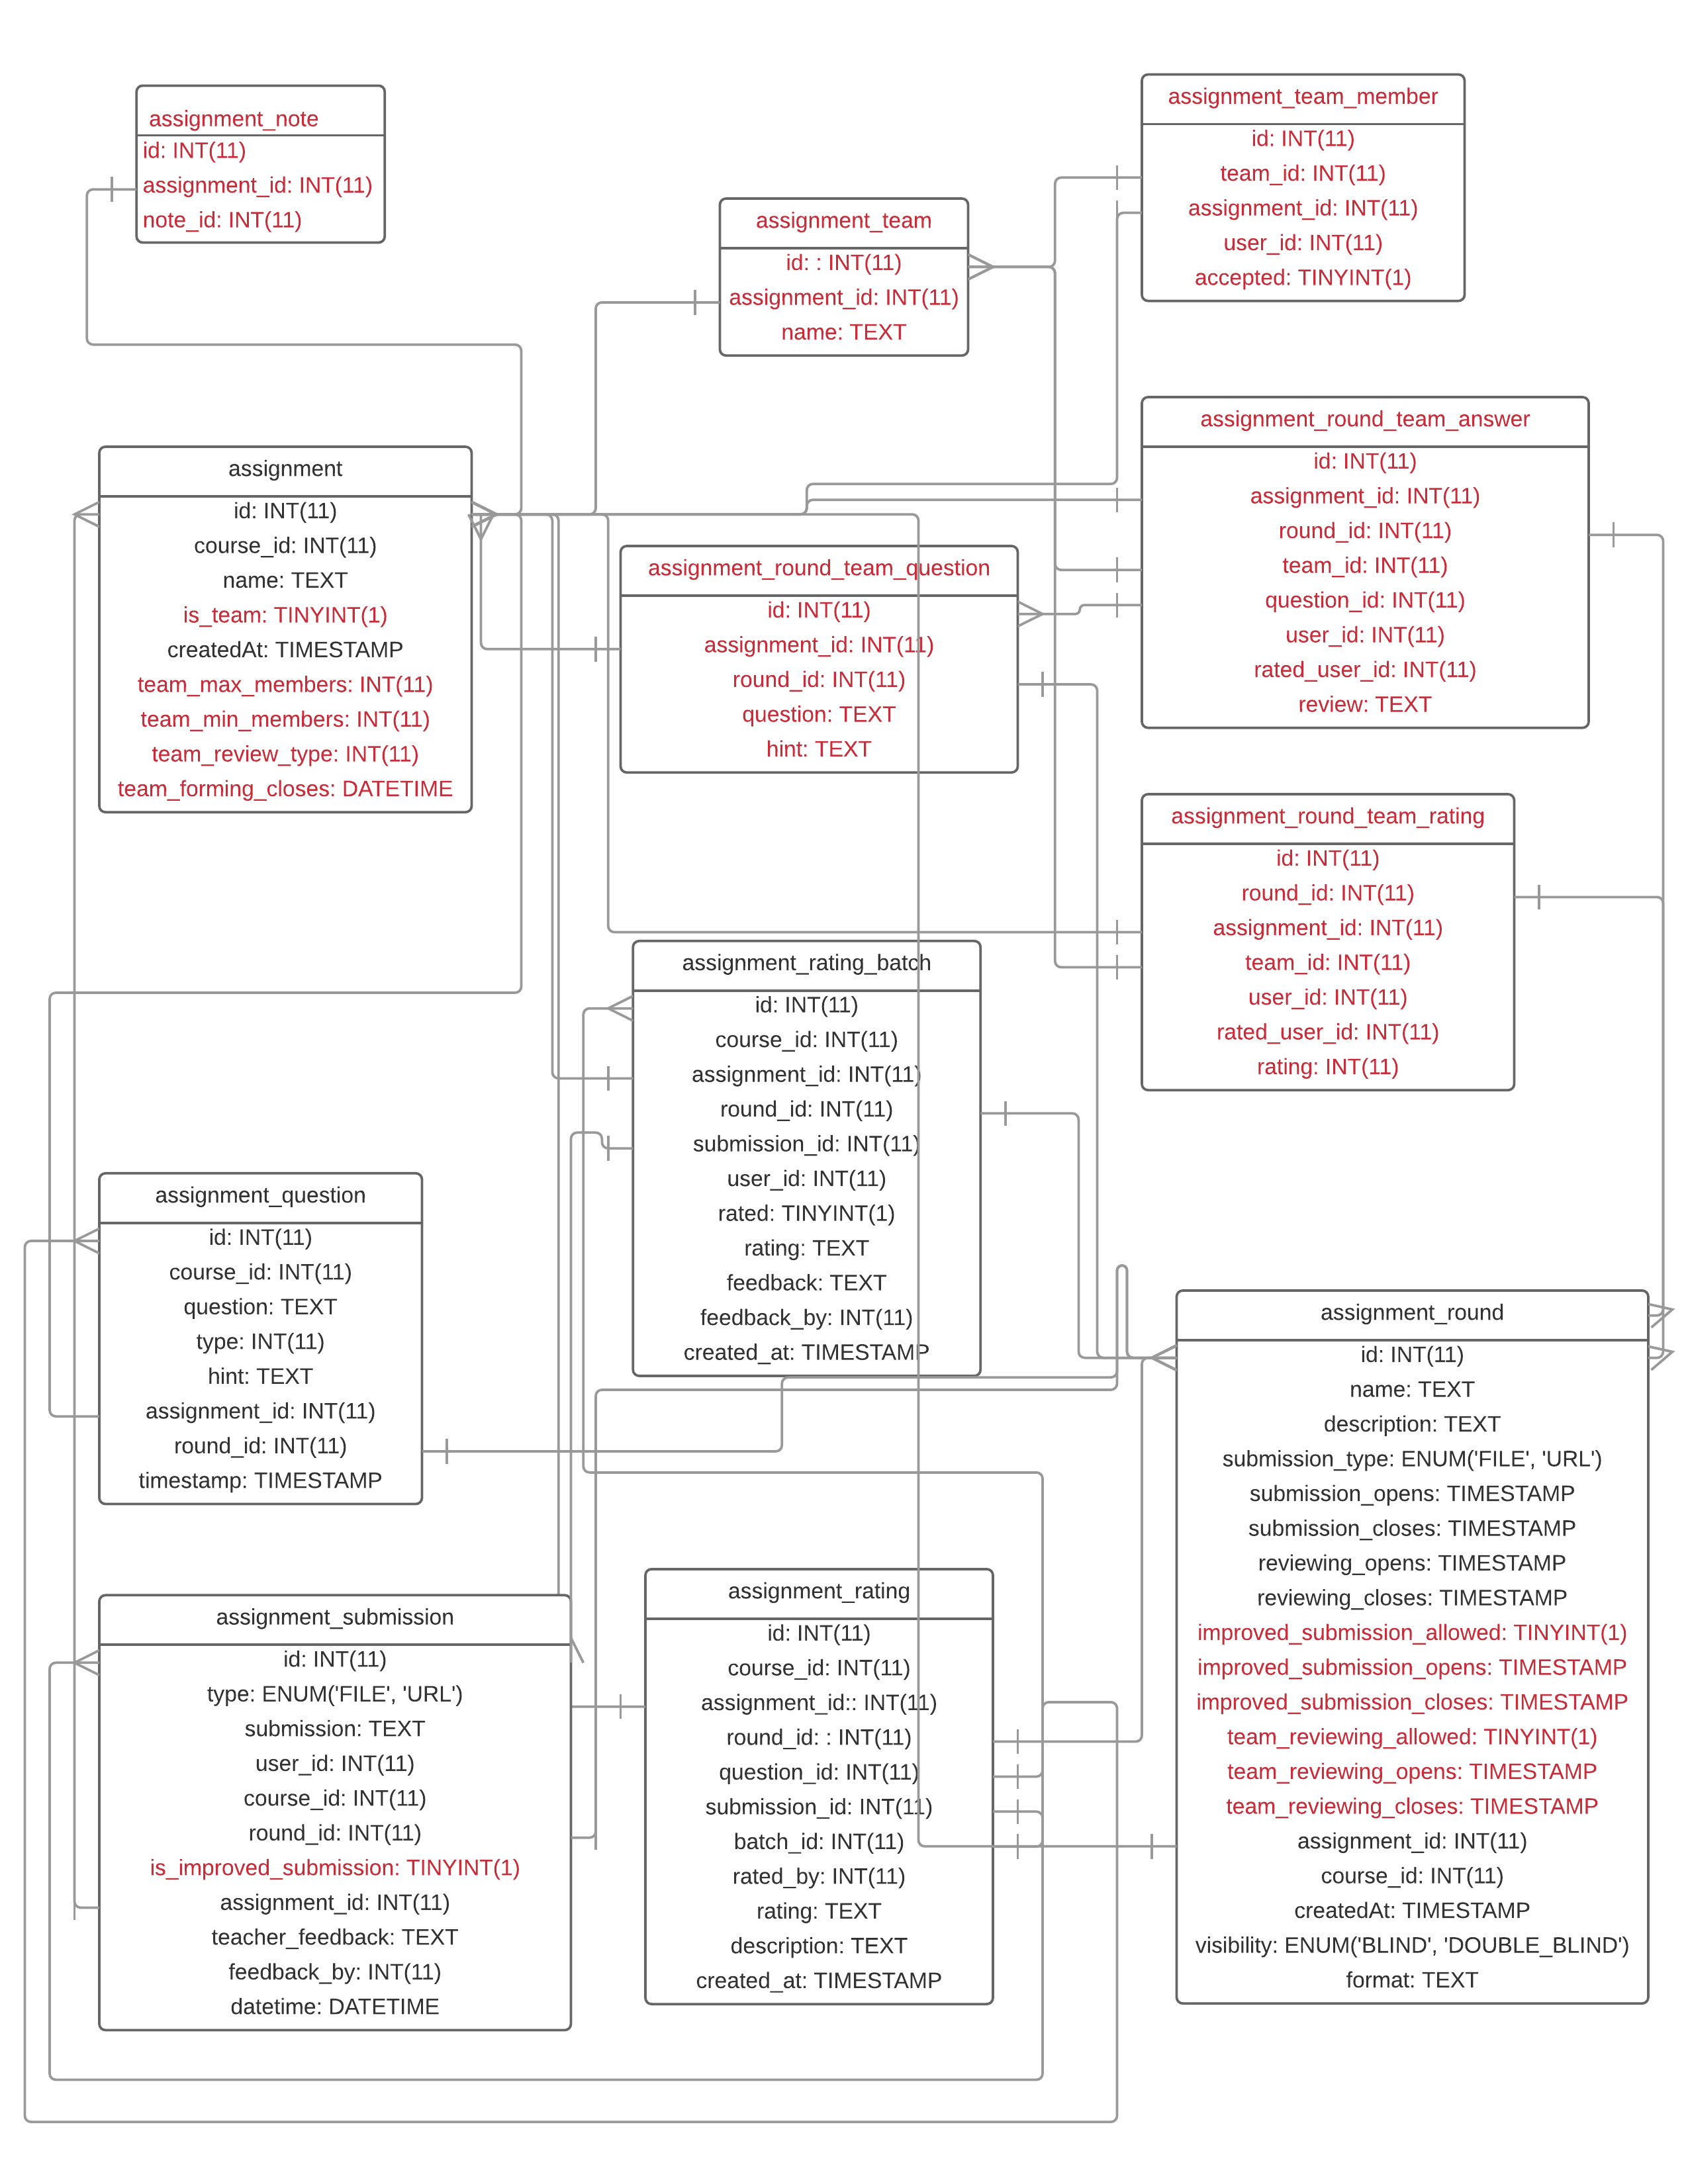 assignment_note
id: INT(11)
assignment_id: INT(11)
note_id: INT(11)
assignment_team
id: : INT(11)
assignment_id: INT(11)
name: TEXT
assignment_team_member
id: INT(11)
team_id: INT(11)
assignment_id: INT(11)
user_id: INT(11)
accepted: TINYINT(1)
assignment
id: INT(11)
course_id: INT(11)
name: TEXT
is_team: TINYINT(1)
createdAt: TIMESTAMP
team_max_members: INT(11)
team_min_members: INT(11)
team_review_type: INT(11)
team_forming_closes: DATETIME
assignment_round_team_question
id: INT(11)
assignment_id: INT(11)
round_id: INT(11)
question: TEXT
hint: TEXT
assignment_round_team_answer
id: INT(11)
assignment_id: INT(11)
round_id: INT(11)
team_id: INT(11)
question_id: INT(11)
user_id: INT(11)
rated_user_id: INT(11)
review: TEXT
assignment_round_team_rating
id: INT(11)
round_id: INT(11)
assignment_id: INT(11)
team_id: INT(11)
user_id: INT(11)
rated_user_id: INT(11)
rating: INT(11)
assignment_rating_batch
id: INT(11)
course_id: INT(11)
assignment_id: INT(11)
round_id: INT(11)
submission_id: INT(11)
user_id: INT(11)
rated: TINYINT(1)
rating: TEXT
feedback: TEXT
feedback_by: INT(11)
created_at: TIMESTAMP
assignment_question
id: INT(11)
course_id: INT(11)
question: TEXT
type: INT(11)
hint: TEXT
assignment_id: INT(11)
round_id: INT(11)
timestamp: TIMESTAMP
assignment_round
id: INT(11)
name: TEXT
description: TEXT
submission_type: ENUM('FILE', 'URL')
submission_opens: TIMESTAMP
submission_closes: TIMESTAMP
reviewing_opens: TIMESTAMP
reviewing_closes: TIMESTAMP
improved_submission_allowed: TINYINT(1)
improved_submission_opens: TIMESTAMP
improved_submission_closes: TIMESTAMP
team_reviewing_allowed: TINYINT(1)
team_reviewing_opens: TIMESTAMP
team_reviewing_closes: TIMESTAMP
assignment_id: INT(11)
course_id: INT(11)
createdAt: TIMESTAMP
visibility: ENUM('BLIND', 'DOUBLE_BLIND')
format: TEXT
assignment_submission
id: INT(11)
type: ENUM('FILE', 'URL')
submission: TEXT
user_id: INT(11)
course_id: INT(11)
round_id: INT(11)
is_improved_submission: TINYINT(1)
assignment_id: INT(11)
teacher_feedback: TEXT
feedback_by: INT(11)
datetime: DATETIME
assignment_rating
id: INT(11)
course_id: INT(11)
assignment_id:: INT(11)
round_id: : INT(11)
question_id: INT(11)
submission_id: INT(11)
batch_id: INT(11)
rated_by: INT(11)
rating: TEXT
description: TEXT
created_at: TIMESTAMP